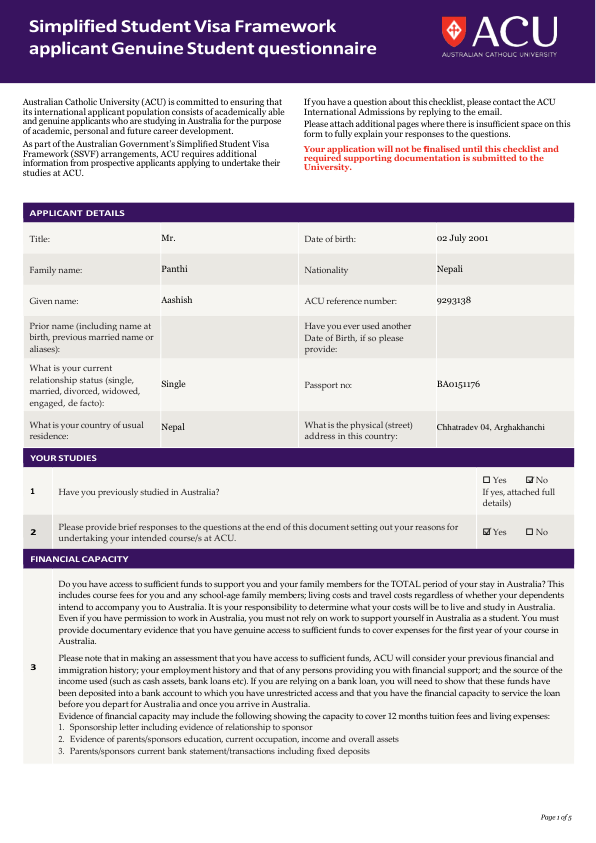 Simplified Student Visa Framework
applicant Genuine Student questionnaire
ACU
AUSTRALIAN CATHOLIC UNIVERSITY
Australian Catholic University (ACU) is committed to ensuring that
its international applicant population consists of academically able
and genuine applicants who are studying in Australia for the purpose
of academic, personal and future career development.
As part of the Australian Government's Simplified Student Visa
Framework (SSVF) arrangements, ACU requires additional
information from prospective applicants applying to undertake their
studies at ACU.
If you have a question about this checklist, please contact the ACU
International Admissions by replying to the email.
Please attach additional pages where there is insufficient space on this
form to fully explain your responses to the questions.
Your application will not be finalised until this checklist and
required supporting documentation is submitted to the
University.
APPLICANT DETAILS
Title: Mr. Date of birth: 02 July 2001
Family name: Panthi Nationality Nepali
Given name: Aashish ACU reference number: 9293138
Prior name (including name at
birth, previous married name or
aliases):
Have you ever used another
Date of Birth, if so please
provide:
What is your current
relationship status (single,
married, divorced, widowed,
engaged, de facto):
Single
Passport no: BA0151176
What is your country of usual
residence:
Nepal
What is the physical (street)
address in this country:
Chhatradev 04, Arghakhanchi
YOUR STUDIES
1 Have you previously studied in Australia?
☐ Yes ☑ No
If yes, attached full
details)
2 Please provide brief responses to the questions at the end of this document setting out your reasons for
undertaking your intended course/s at ACU.
☑ Yes ☐ No
FINANCIAL CAPACITY
3
Do you have access to sufficient funds to support you and your family members for the TOTAL period of your stay in Australia? This
includes course fees for you and any school-age family members; living costs and travel costs regardless of whether your dependents
intend to accompany you to Australia. It is your responsibility to determine what your costs will be to live and study in Australia.
Even if you have permission to work in Australia, you must not rely on work to support yourself in Australia as a student. You must
provide documentary evidence that you have genuine access to sufficient funds to cover expenses for the first year of your course in
Australia.
Please note that in making an assessment that you have access to sufficient funds, ACU will consider your previous financial and
immigration history; your employment history and that of any persons providing you with financial support; and the source of the
income used (such as cash assets, bank loans etc). If you are relying on a bank loan, you will need to show that these funds have
been deposited into a bank account to which you have unrestricted access and that you have the financial capacity to service the loan
before you depart for Australia and once you arrive in Australia.
Evidence of financial capacity may include the following showing the capacity to cover 12 months tuition fees and living expenses:
1. Sponsorship letter including evidence of relationship to sponsor
2. Evidence of parents/sponsors education, current occupation, income and overall assets
3. Parents/sponsors current bank statement/transactions including fixed deposits
Page 1 of 5